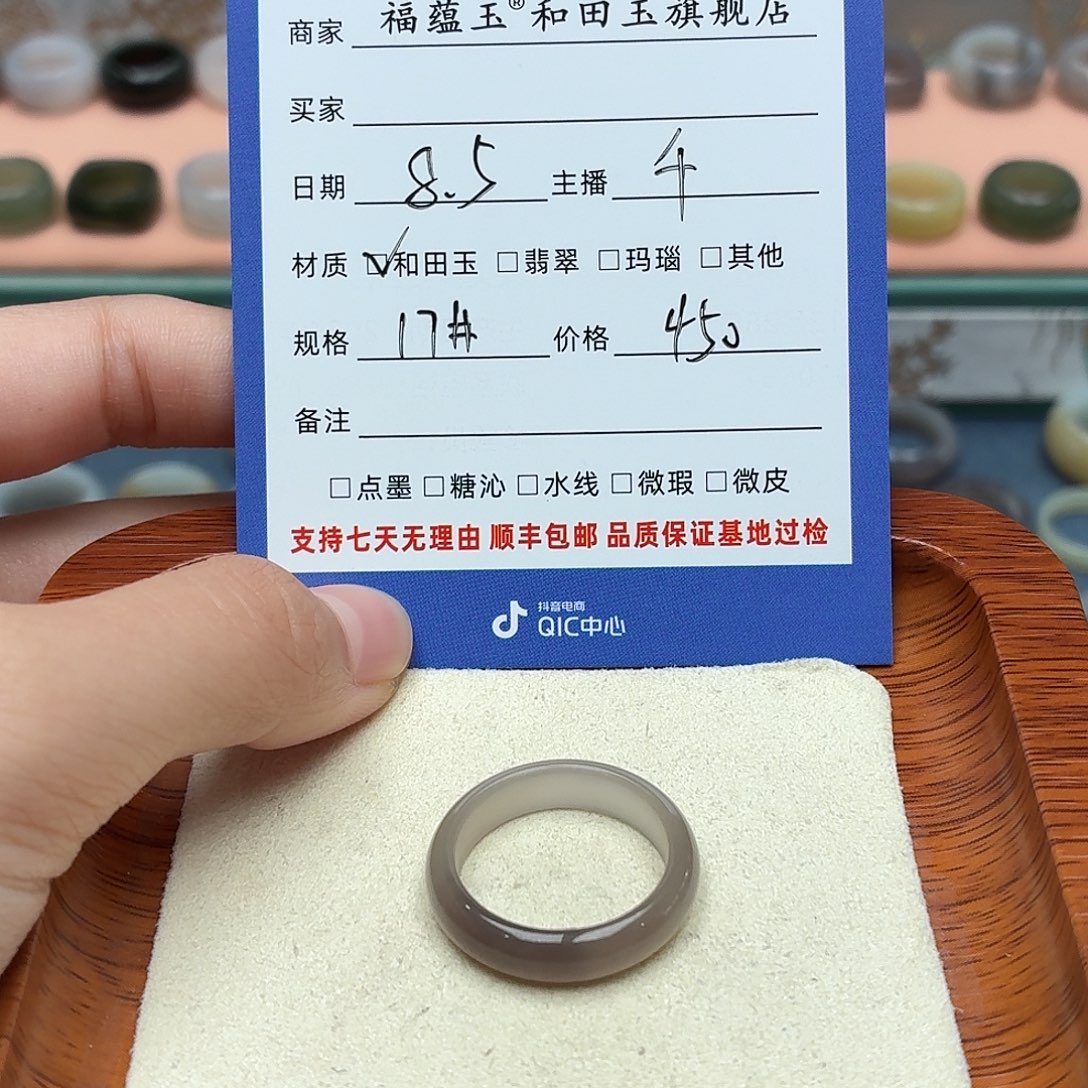 商家 福蕴玉®和田玉旗舰店
买家
日期 8.5 主播 4
材质 ☑和田玉 □翡翠 □玛瑙 □其他
规格 17# 价格 450
备注
□点墨 □糖沁 □水线 □微瑕 □微皮
支持七天无理由 顺丰包邮 品质保证基地过检
抖音电商
QIC中心